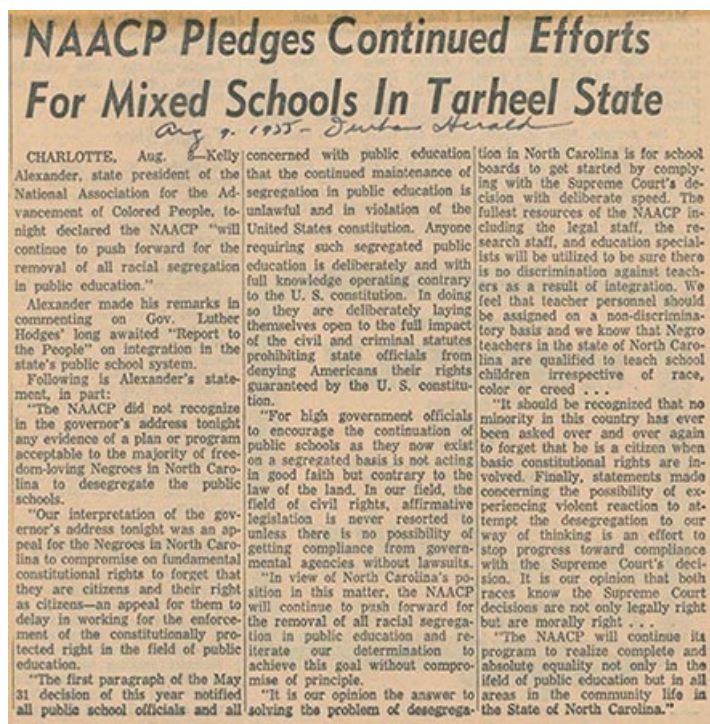 NAACP Pledges Continued Efforts
For Mixed Schools In Tarheel State
Aug 9. 1955 - Durham Herald
CHARLOTTE, Aug. 8—Kelly
Alexander, state president of the
National Association for the Ad-
vancement of Colored People, to-
night declared the NAACP "will
continue to push forward for the
removal of all racial segregation
in public education."
Alexander made his remarks in
commenting on Gov. Luther
Hodges' long awaited "Report to
the People" on integration in the
state's public school system.
Following is Alexander's state-
ment, in part:
"The NAACP did not recognize
in the governor's address tonight
any evidence of a plan or program
acceptable to the majority of free-
dom-loving Negroes in North Caro-
lina to desegregate the public
schools.
"Our interpretation of the gov-
ernor's address tonight was an ap-
peal for the Negroes in North Caro-
lina to compromise on fundamental
constitutional rights to forget that
they are citizens and their right
as citizens—an appeal for them to
delay in working for the enforce-
ment of the constitutionally pro-
tected right in the field of public
education.
"The first paragraph of the May
31 decision of this year notified
all public school officials and all
concerned with public education
that the continued maintenance of
segregation in public education is
unlawful and in violation of the
United States constitution. Anyone
requiring such segregated public
education is deliberately and with
full knowledge operating contrary
to the U. S. constitution. In doing
so they are deliberately laying
themselves open to the full impact
of the civil and criminal statutes
prohibiting state officials from
denying Americans their rights
guaranteed by the U. S. constitu-
tion.
"For high government officials
to encourage the continuation of
public schools as they now exist
on a segregated basis is not acting
in good faith but contrary to the
law of the land. In our field, the
field of civil rights, affirmative
legislation is never resorted to
unless there is no possibility of
getting compliance from govern-
mental agencies without lawsuits.
"In view of North Carolina's po-
sition in this matter, the NAACP
will continue to push forward for
the removal of all racial segrega-
tion in public education and re-
iterate our determination to
achieve this goal without compro-
mise of principle.
"It is our opinion the answer to
solving the problem of desegrega-
tion in North Carolina is for school
boards to get started by comply-
ing with the Supreme Court's de-
cision with deliberate speed. The
fullest resources of the NAACP in-
cluding the legal staff, the re-
search staff, and education special-
ists will be utilized to be sure there
is no discrimination against teach-
ers as a result of integration. We
feel that teacher personnel should
be assigned on a non-discrimina-
tory basis and we know that Negro
teachers in the state of North Caro-
lina are qualified to teach school
children irrespective of race,
color or creed . . .
"It should be recognized that no
minority in this country has ever
been asked over and over again
to forget that he is a citizen when
basic constitutional rights are in-
volved. Finally, statements made
concerning the possibility of ex-
periencing violent reaction to at-
tempt the desegregation to our
way of thinking is an effort to
stop progress toward compliance
with the Supreme Court's deci-
sion. It is our opinion that both
races know the Supreme Court
decisions are not only legally right
but are morally right . . .
"The NAACP will continue its
program to realize complete and
absolute equality not only in the
ifeld of public education but in all
areas in the community life in
the State of North Carolina."